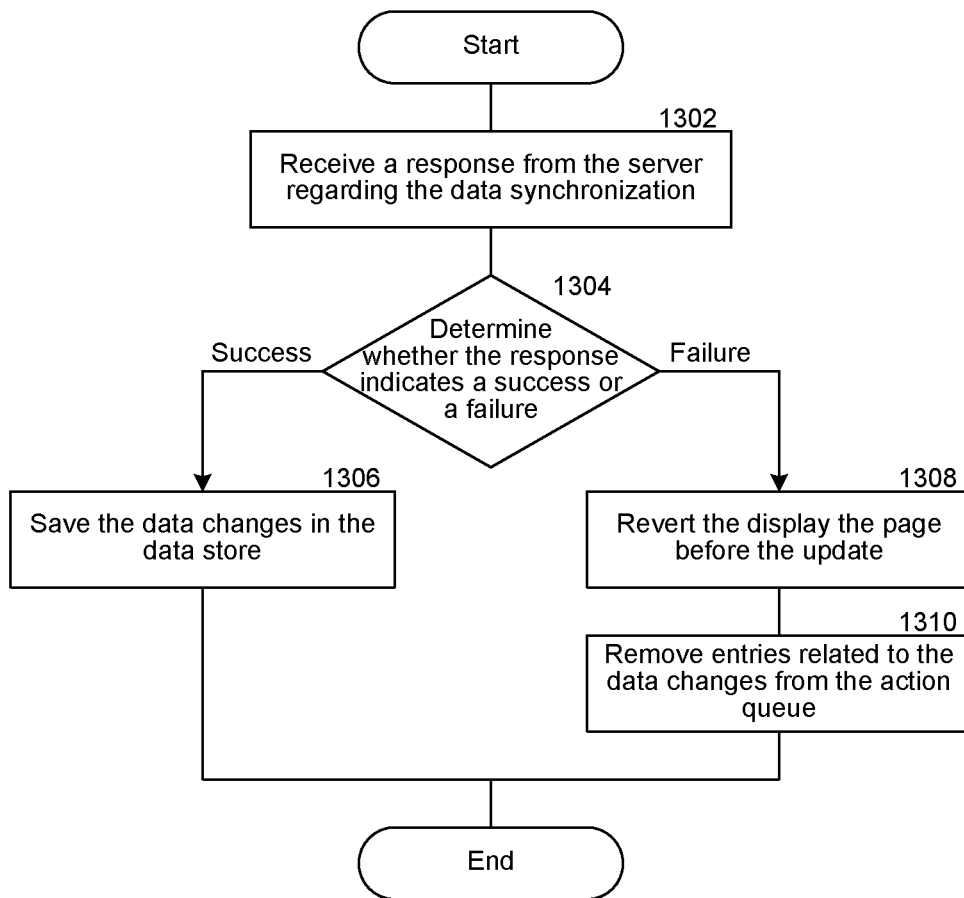 Start
1302
Receive a response from the server
regarding the data synchronization
1304
Determine
whether the response
indicates a success or
a failure
Success
Failure
1306
Save the data changes in the
data store
1308
Revert the display the page
before the update
1310
Remove entries related to the
data changes from the action
queue
End